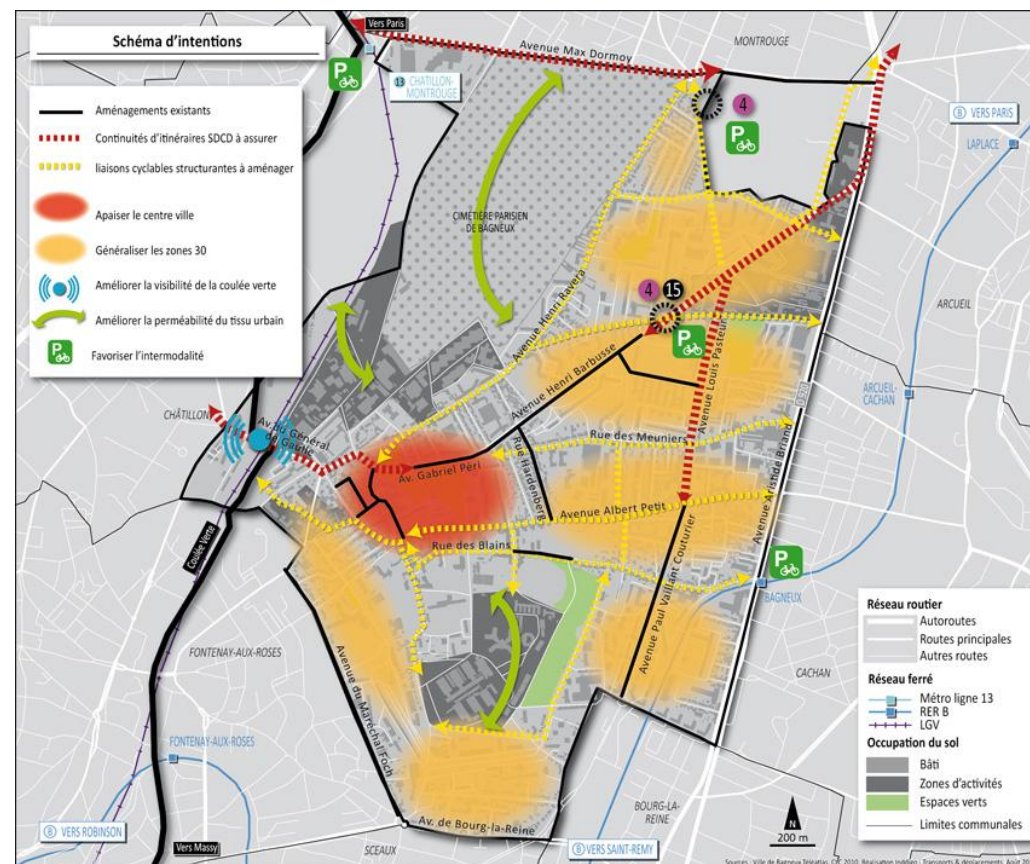 Schéma d'intentions
Aménagements existants
Continuités d'itinéraires SDCD à assurer
liaisons cyclables structurantes à aménager
Apaiser le centre ville
Généraliser les zones 30
Améliorer la visibilité de la coulée verte
Améliorer la perméabilité du tissu urbain
P
Favoriser l'intermodalité
Vers Paris
P
13 CHÂTILLON-
MONTROUGE
Avenue Max Dormoy
MONTROUGE
4
P
B VERS PARIS
LAPLACE
CIMETIÈRE PARISIEN
DE BAGNEUX
Avenue Henri Ravera
4 15
P
ARCUEIL
Avenue Henri Barbusse
Avenue Louis Pasteur
ARCUEIL-
CACHAN
CHÂTILLON
Av. du Général
de Gaulle
Av. Gabriel Péri
Rue Hardenberg
Rue des Meuniers
Avenue Aristide Briand
Avenue Albert Petit
Rue des Blains
Coulée Verte
P
BAGNEUX
Avenue Paul Vaillant Couturier
FONTENAY-AUX-ROSES
Avenue du Maréchal Foch
CACHAN
FONTENAY-AUX-ROSES
B VERS ROBINSON
Vers Massy
SCEAUX
Av. de Bourg-la-Reine
B VERS SAINT-REMY
BOURG-LA-
REINE
N
200 m
Réseau routier
Autoroutes
Routes principales
Autres routes
Réseau ferré
Métro ligne 13
RER B
LGV
Occupation du sol
Bâti
Zones d'activités
Espaces verts
Limites communales